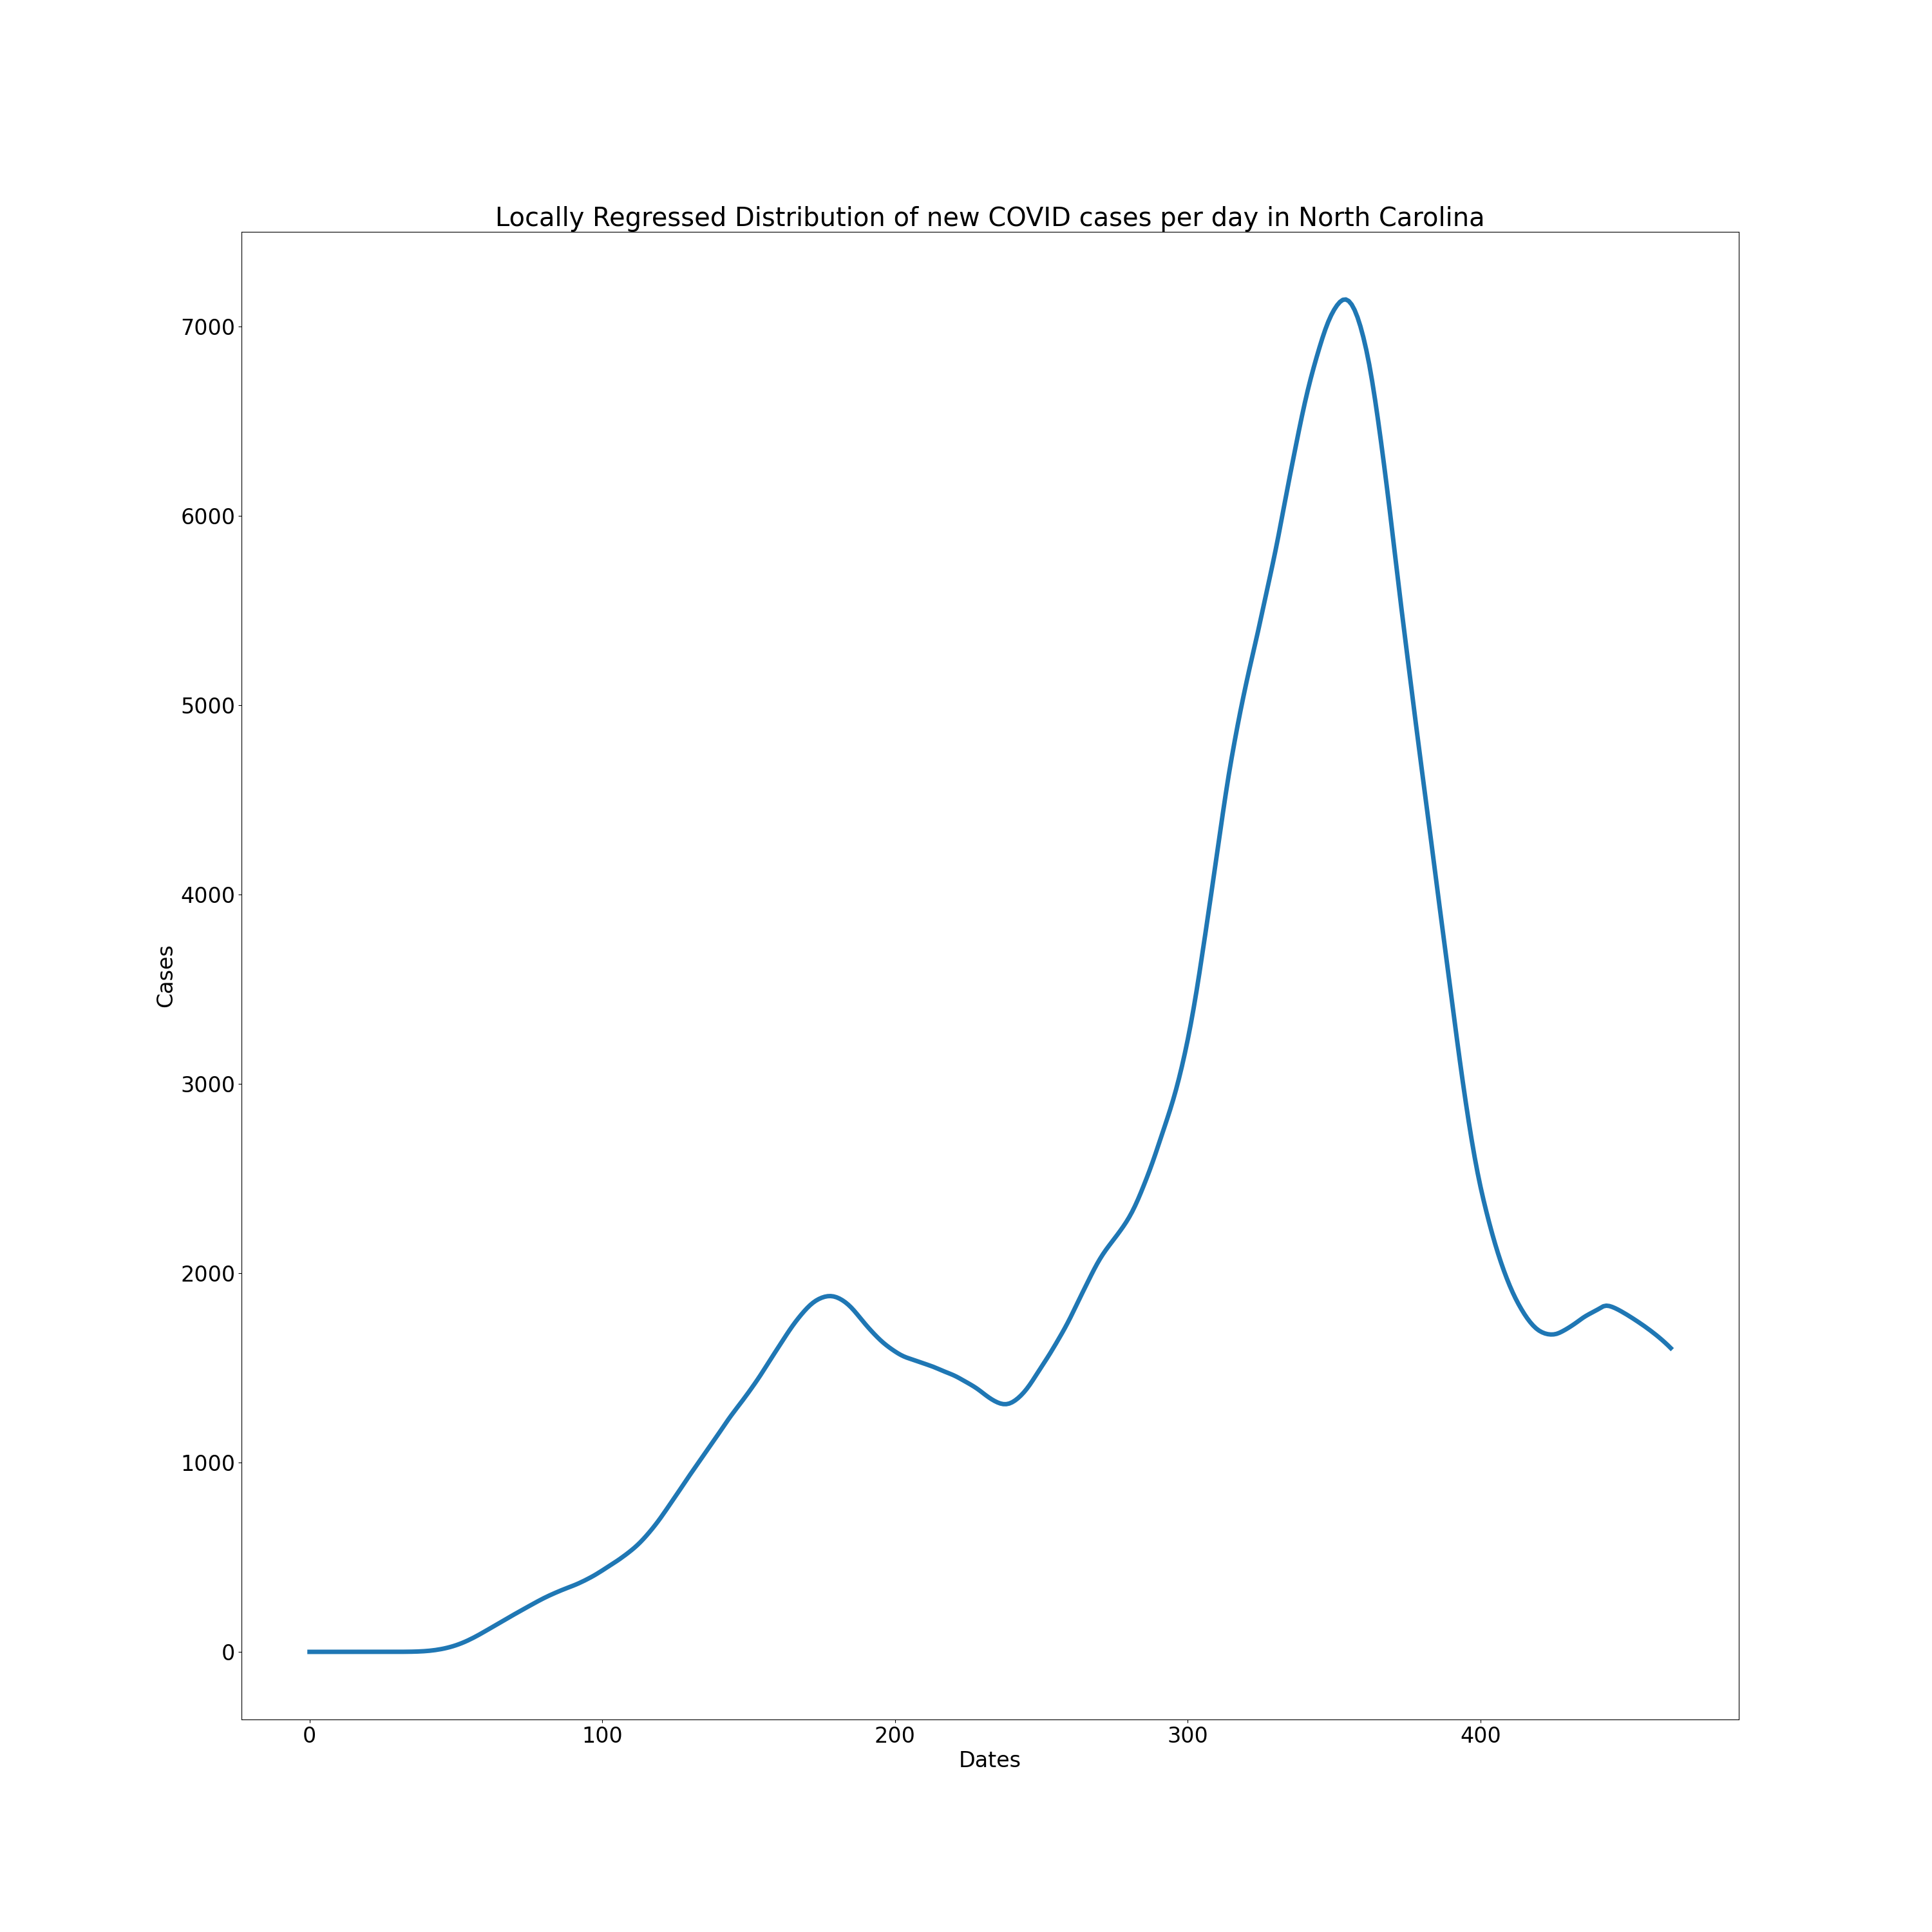 Locally Regressed Distribution of new COVID cases per day in North Carolina
7000
6000
5000
4000
3000
2000
1000
0
Cases
0 100 200 300 400
Dates